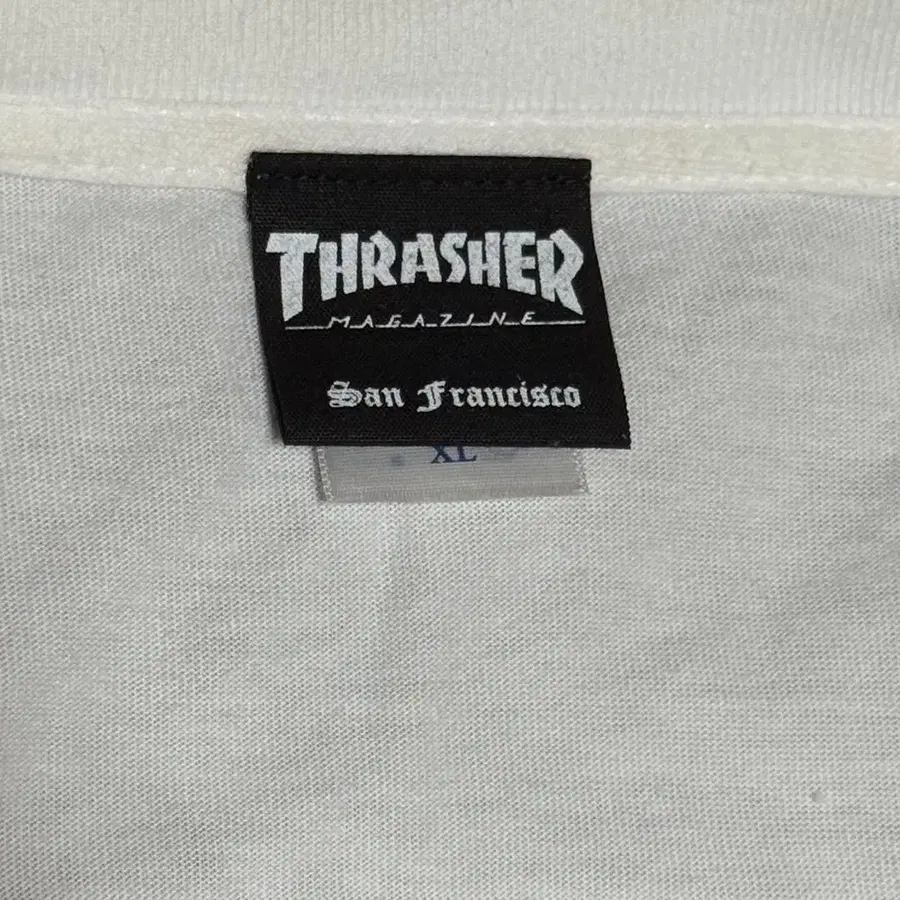 THRASHER
MAGAZINE
San Francisco
XL